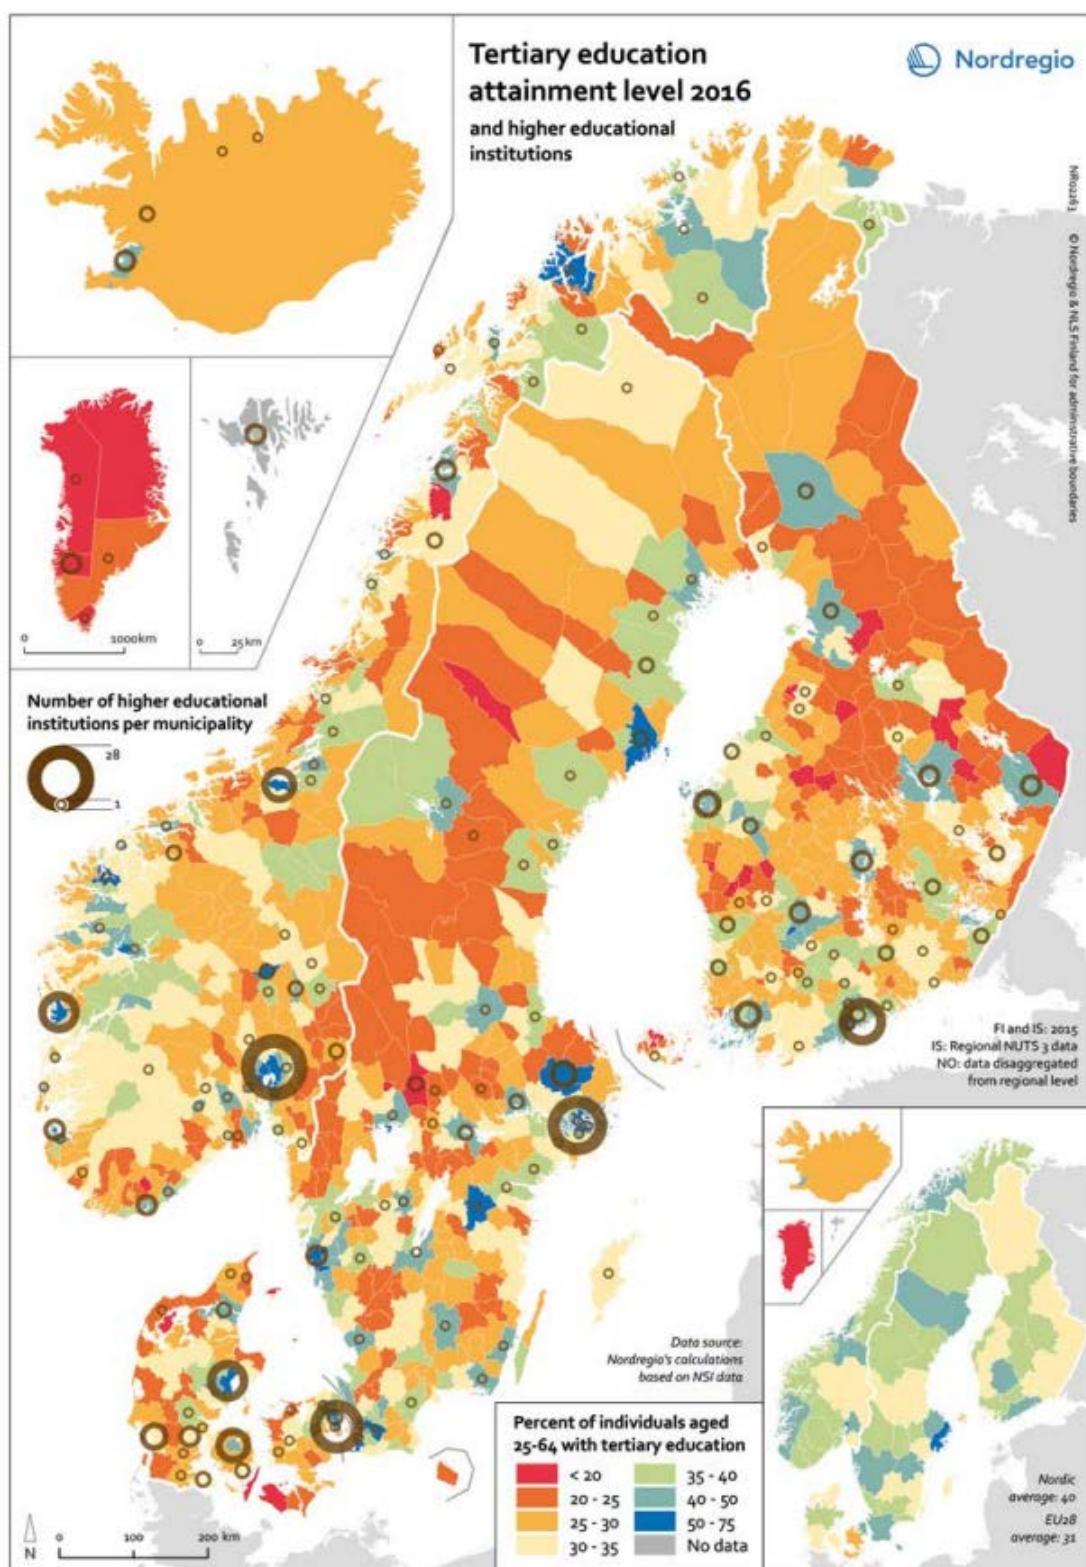 Tertiary education
attainment level 2016
and higher educational
institutions
Nordregio
NR02263 © Nordregio & NLS Finland for administrative boundaries
0 1000km
0 25 km
Number of higher educational
institutions per municipality
28
1
FI and IS: 2015
IS: Regional NUTS 3 data
NO: data disaggregated
from regional level
Data source:
Nordregio's calculations
based on NSI data
Percent of individuals aged
25-64 with tertiary education
< 20
20 - 25
25 - 30
30 - 35
35 - 40
40 - 50
50 - 75
No data
Nordic
average: 40
EU28
average: 31
N
0 100 200 km